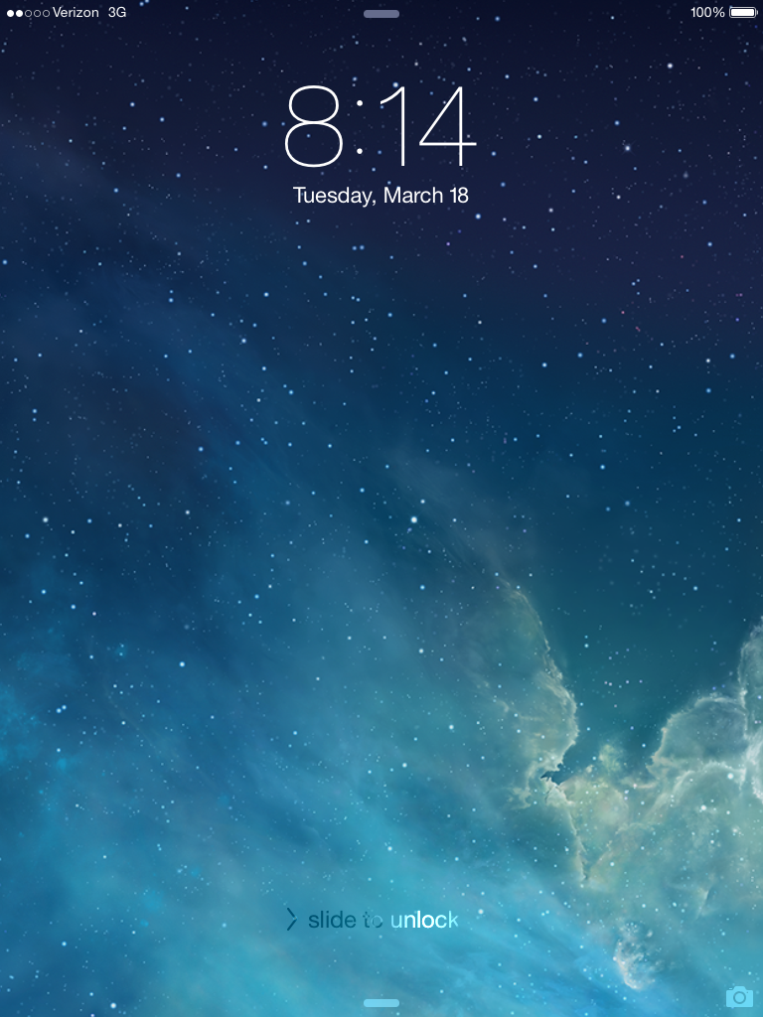 Verizon 3G 100%
8:14
Tuesday, March 18
slide to unlock